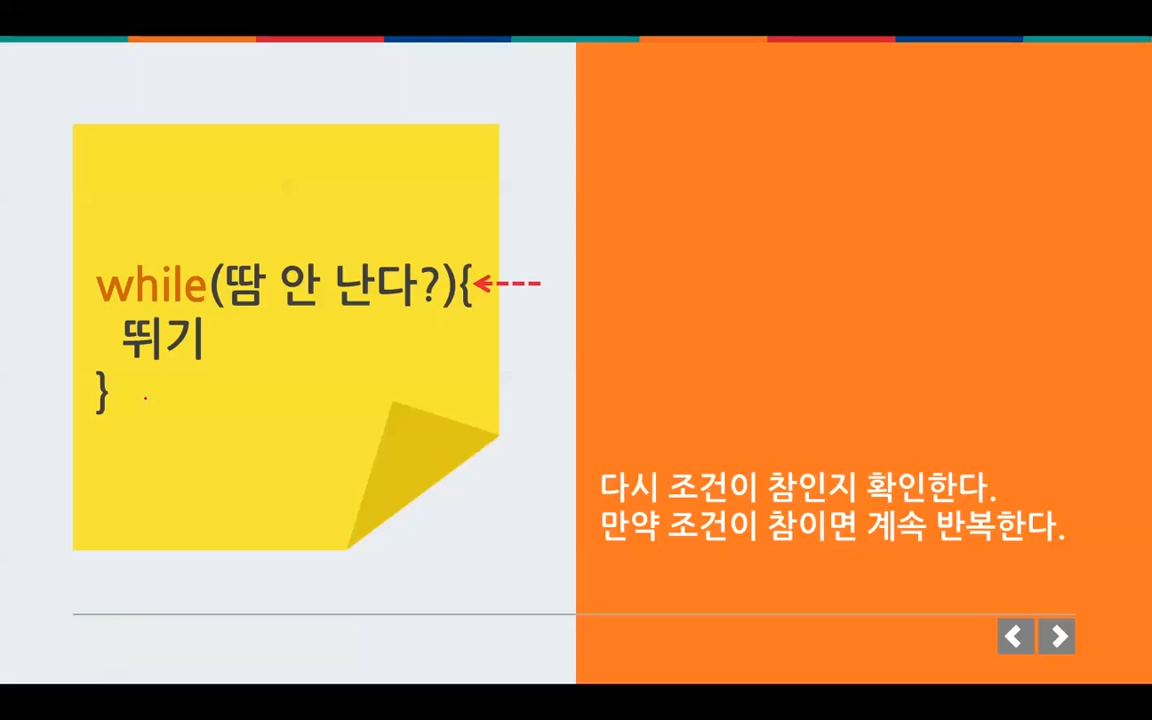 while(땀 안 난다?){
뛰기
}
다시 조건이 참인지 확인한다.
만약 조건이 참이면 계속 반복한다.